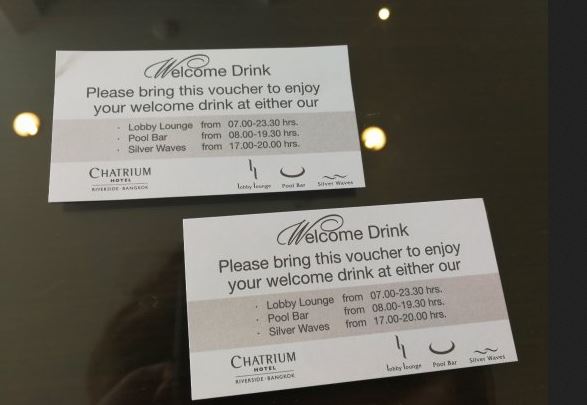 Welcome Drink
Please bring this voucher to enjoy
your welcome drink at either our
· Lobby Lounge from 07.00-23.30 hrs.
· Pool Bar from 08.00-19.30 hrs.
· Silver Waves from 17.00-20.00 hrs.
CHATRIUM
HOTEL
RIVERSIDE · BANGKOK
lobby lounge Pool Bar Silver Waves
Welcome Drink
Please bring this voucher to enjoy
your welcome drink at either our
· Lobby Lounge from 07.00-23.30 hrs.
· Pool Bar from 08.00-19.30 hrs.
· Silver Waves from 17.00-20.00 hrs.
CHATRIUM
HOTEL
RIVERSIDE · BANGKOK
lobby lounge Pool Bar Silver Waves